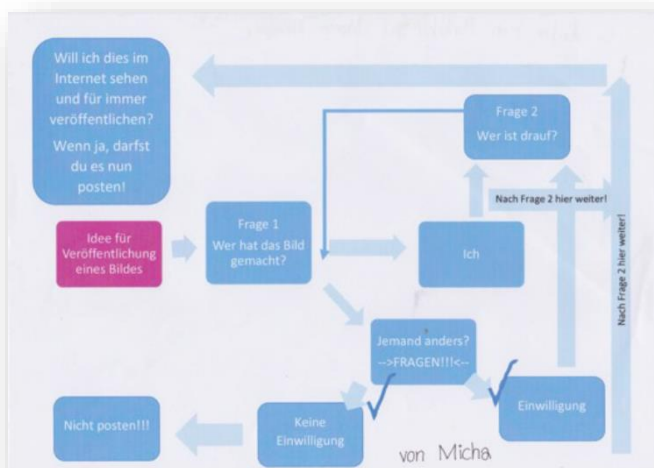 Will ich dies im
Internet sehen
und für immer
veröffentlichen?
Wenn ja, darfst
du es nun
posten!
Frage 2
Wer ist drauf?
Nach Frage 2 hier weiter!
Idee für
Veröffentlichung
eines Bildes
Frage 1
Wer hat das Bild
gemacht?
Ich
Nach Frage 2 hier weiter!
Jemand anders?
-->FRAGEN!!!<--
Nicht posten!!!
Keine
Einwilligung
Einwilligung
von Micha